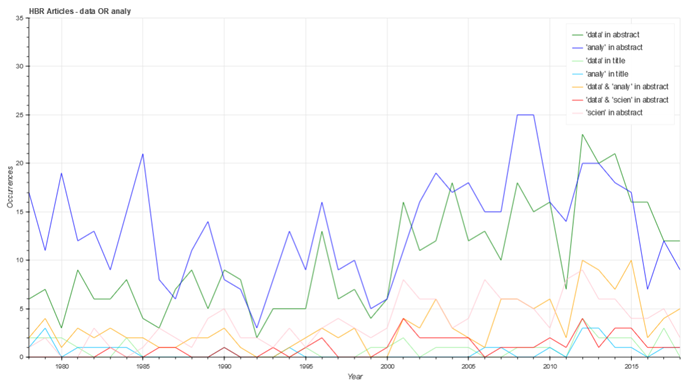 HBR Articles - data OR analy
35
30
25
20
15
10
5
0
Occurrences
1980
1985
1990
1995
2000
2005
2010
2015
Year
'data' in abstract
'analy' in abstract
'data' in title
'analy' in title
'data' & 'analy' in abstract
'data' & 'scien' in abstract
'scien' in abstract